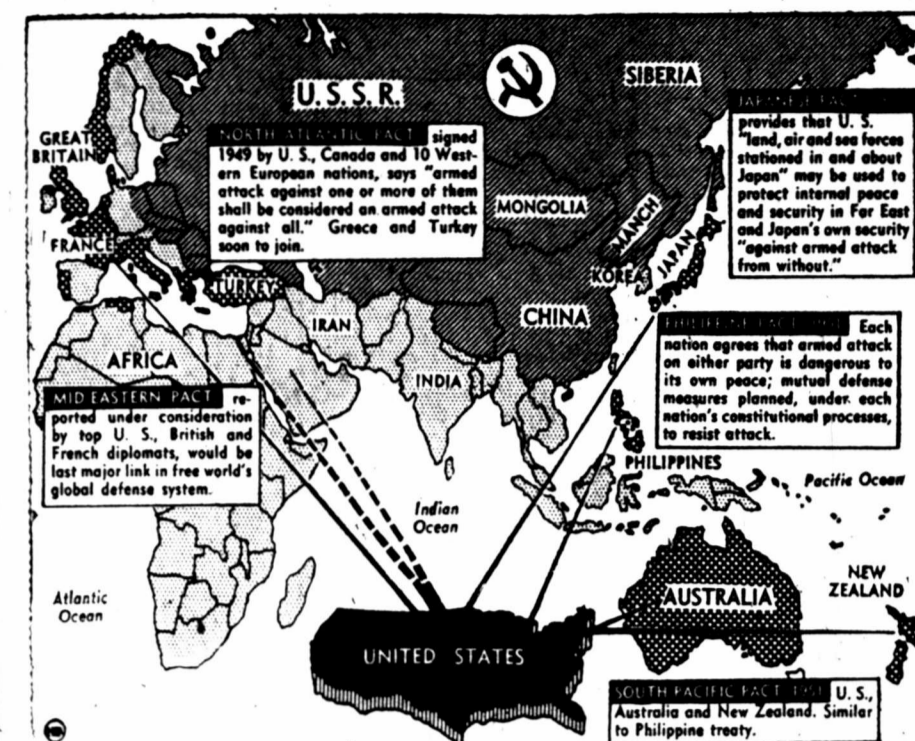 U.S.S.R.
SIBERIA
GREAT
BRITAIN
NORTH ATLANTIC PACT signed
1949 by U. S., Canada and 10 West-
ern European nations, says "armed
attack against one or more of them
shall be considered an armed attack
against all." Greece and Turkey
soon to join.
JAPANESE PACT
provides that U. S.
"land, air and sea forces
stationed in and about
Japan" may be used to
protect internal peace
and security in Far East
and Japan's own security
"against armed attack
from without."
MONGOLIA
MANCH
FRANCE
TURKEY
KOREA
JAPAN
IRAN
CHINA
AFRICA
INDIA
PHILIPPINE PACT 1951 Each
nation agrees that armed attack
on either party is dangerous to
its own peace; mutual defense
measures planned, under each
nation's constitutional processes,
to resist attack.
MID EASTERN PACT re-
ported under consideration
by top U. S., British and
French diplomats, would be
last major link in free world's
global defense system.
PHILIPPINES
Pacific Ocean
Indian
Ocean
Atlantic
Ocean
AUSTRALIA
NEW
ZEALAND
UNITED STATES
SOUTH PACIFIC PACT 1951 U. S.,
Australia and New Zealand. Similar
to Philippine treaty.